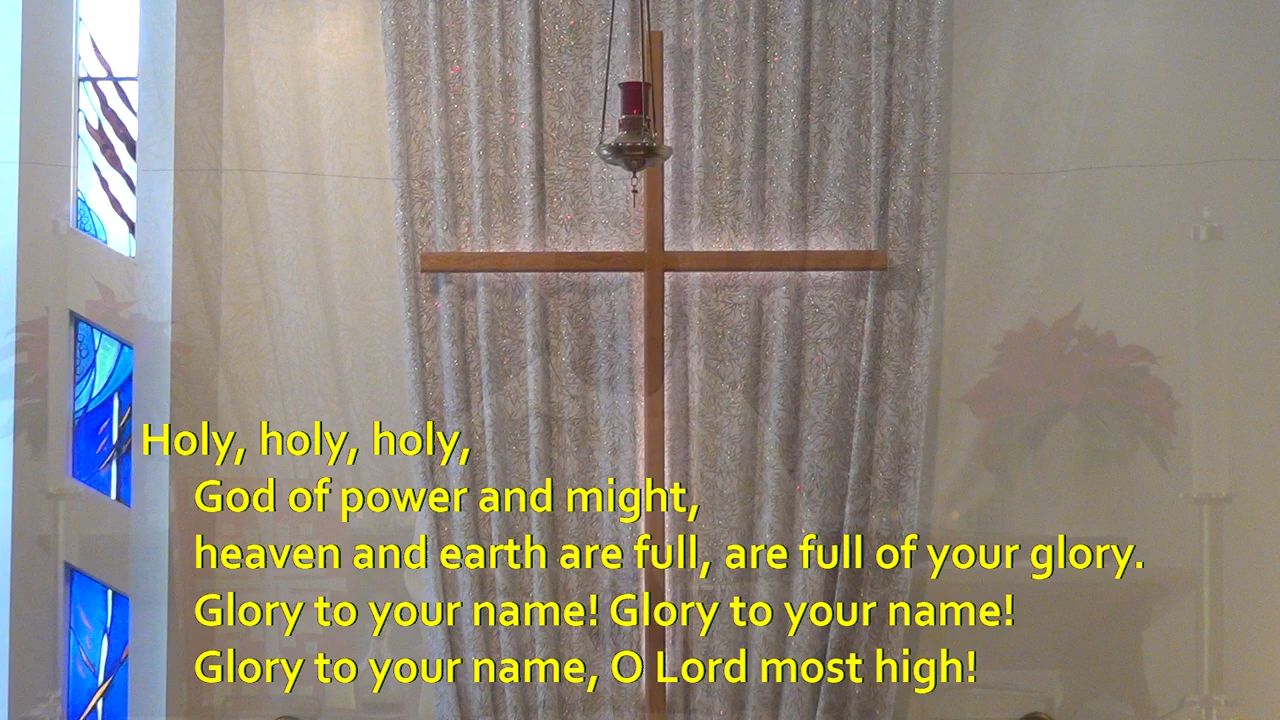 Holy, holy, holy,
God of power and might,
heaven and earth are full, are full of your glory.
Glory to your name! Glory to your name!
Glory to your name, O Lord most high!